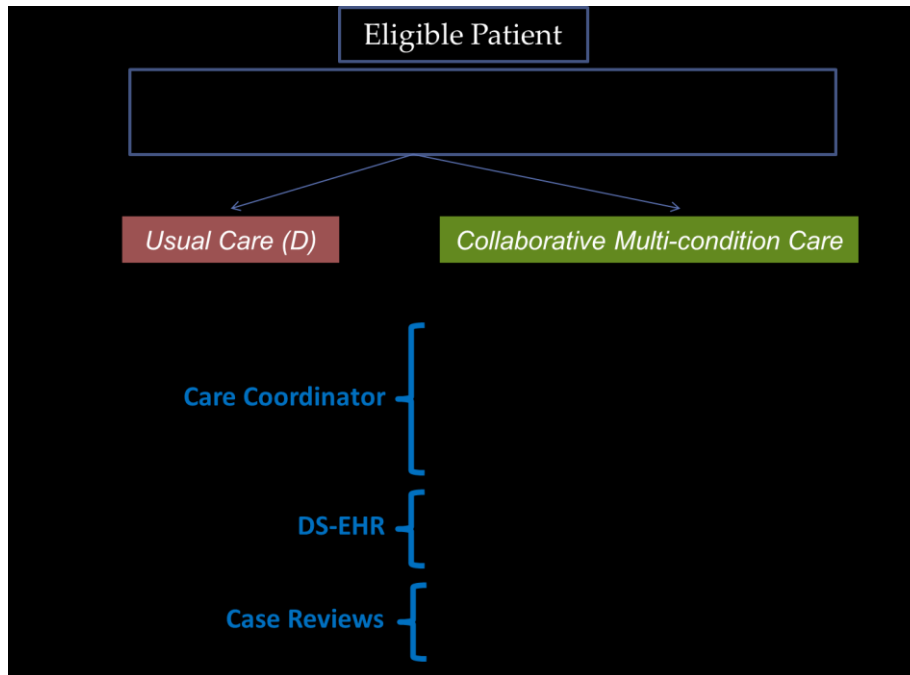 Eligible Patient
Usual Care (D)
Collaborative Multi-condition Care
Care Coordinator
DS-EHR
Case Reviews